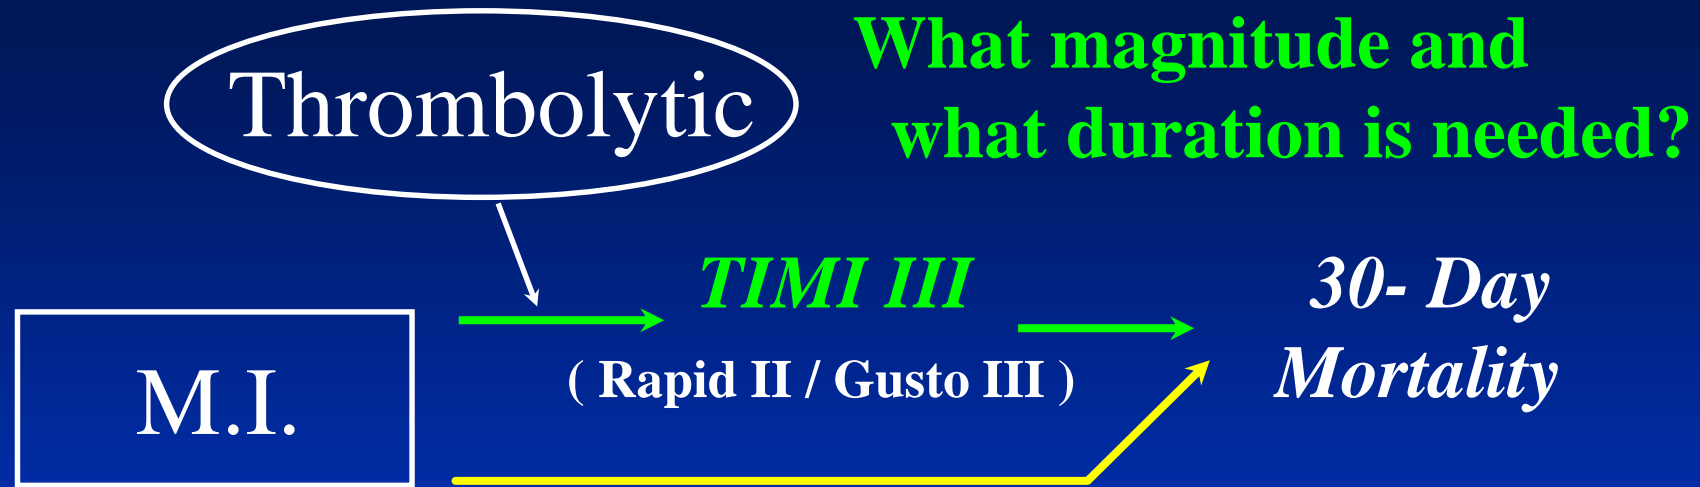 Thrombolytic
What magnitude and
what duration is needed?
TIMI III
30- Day
Mortality
( Rapid II / Gusto III )
M.I.